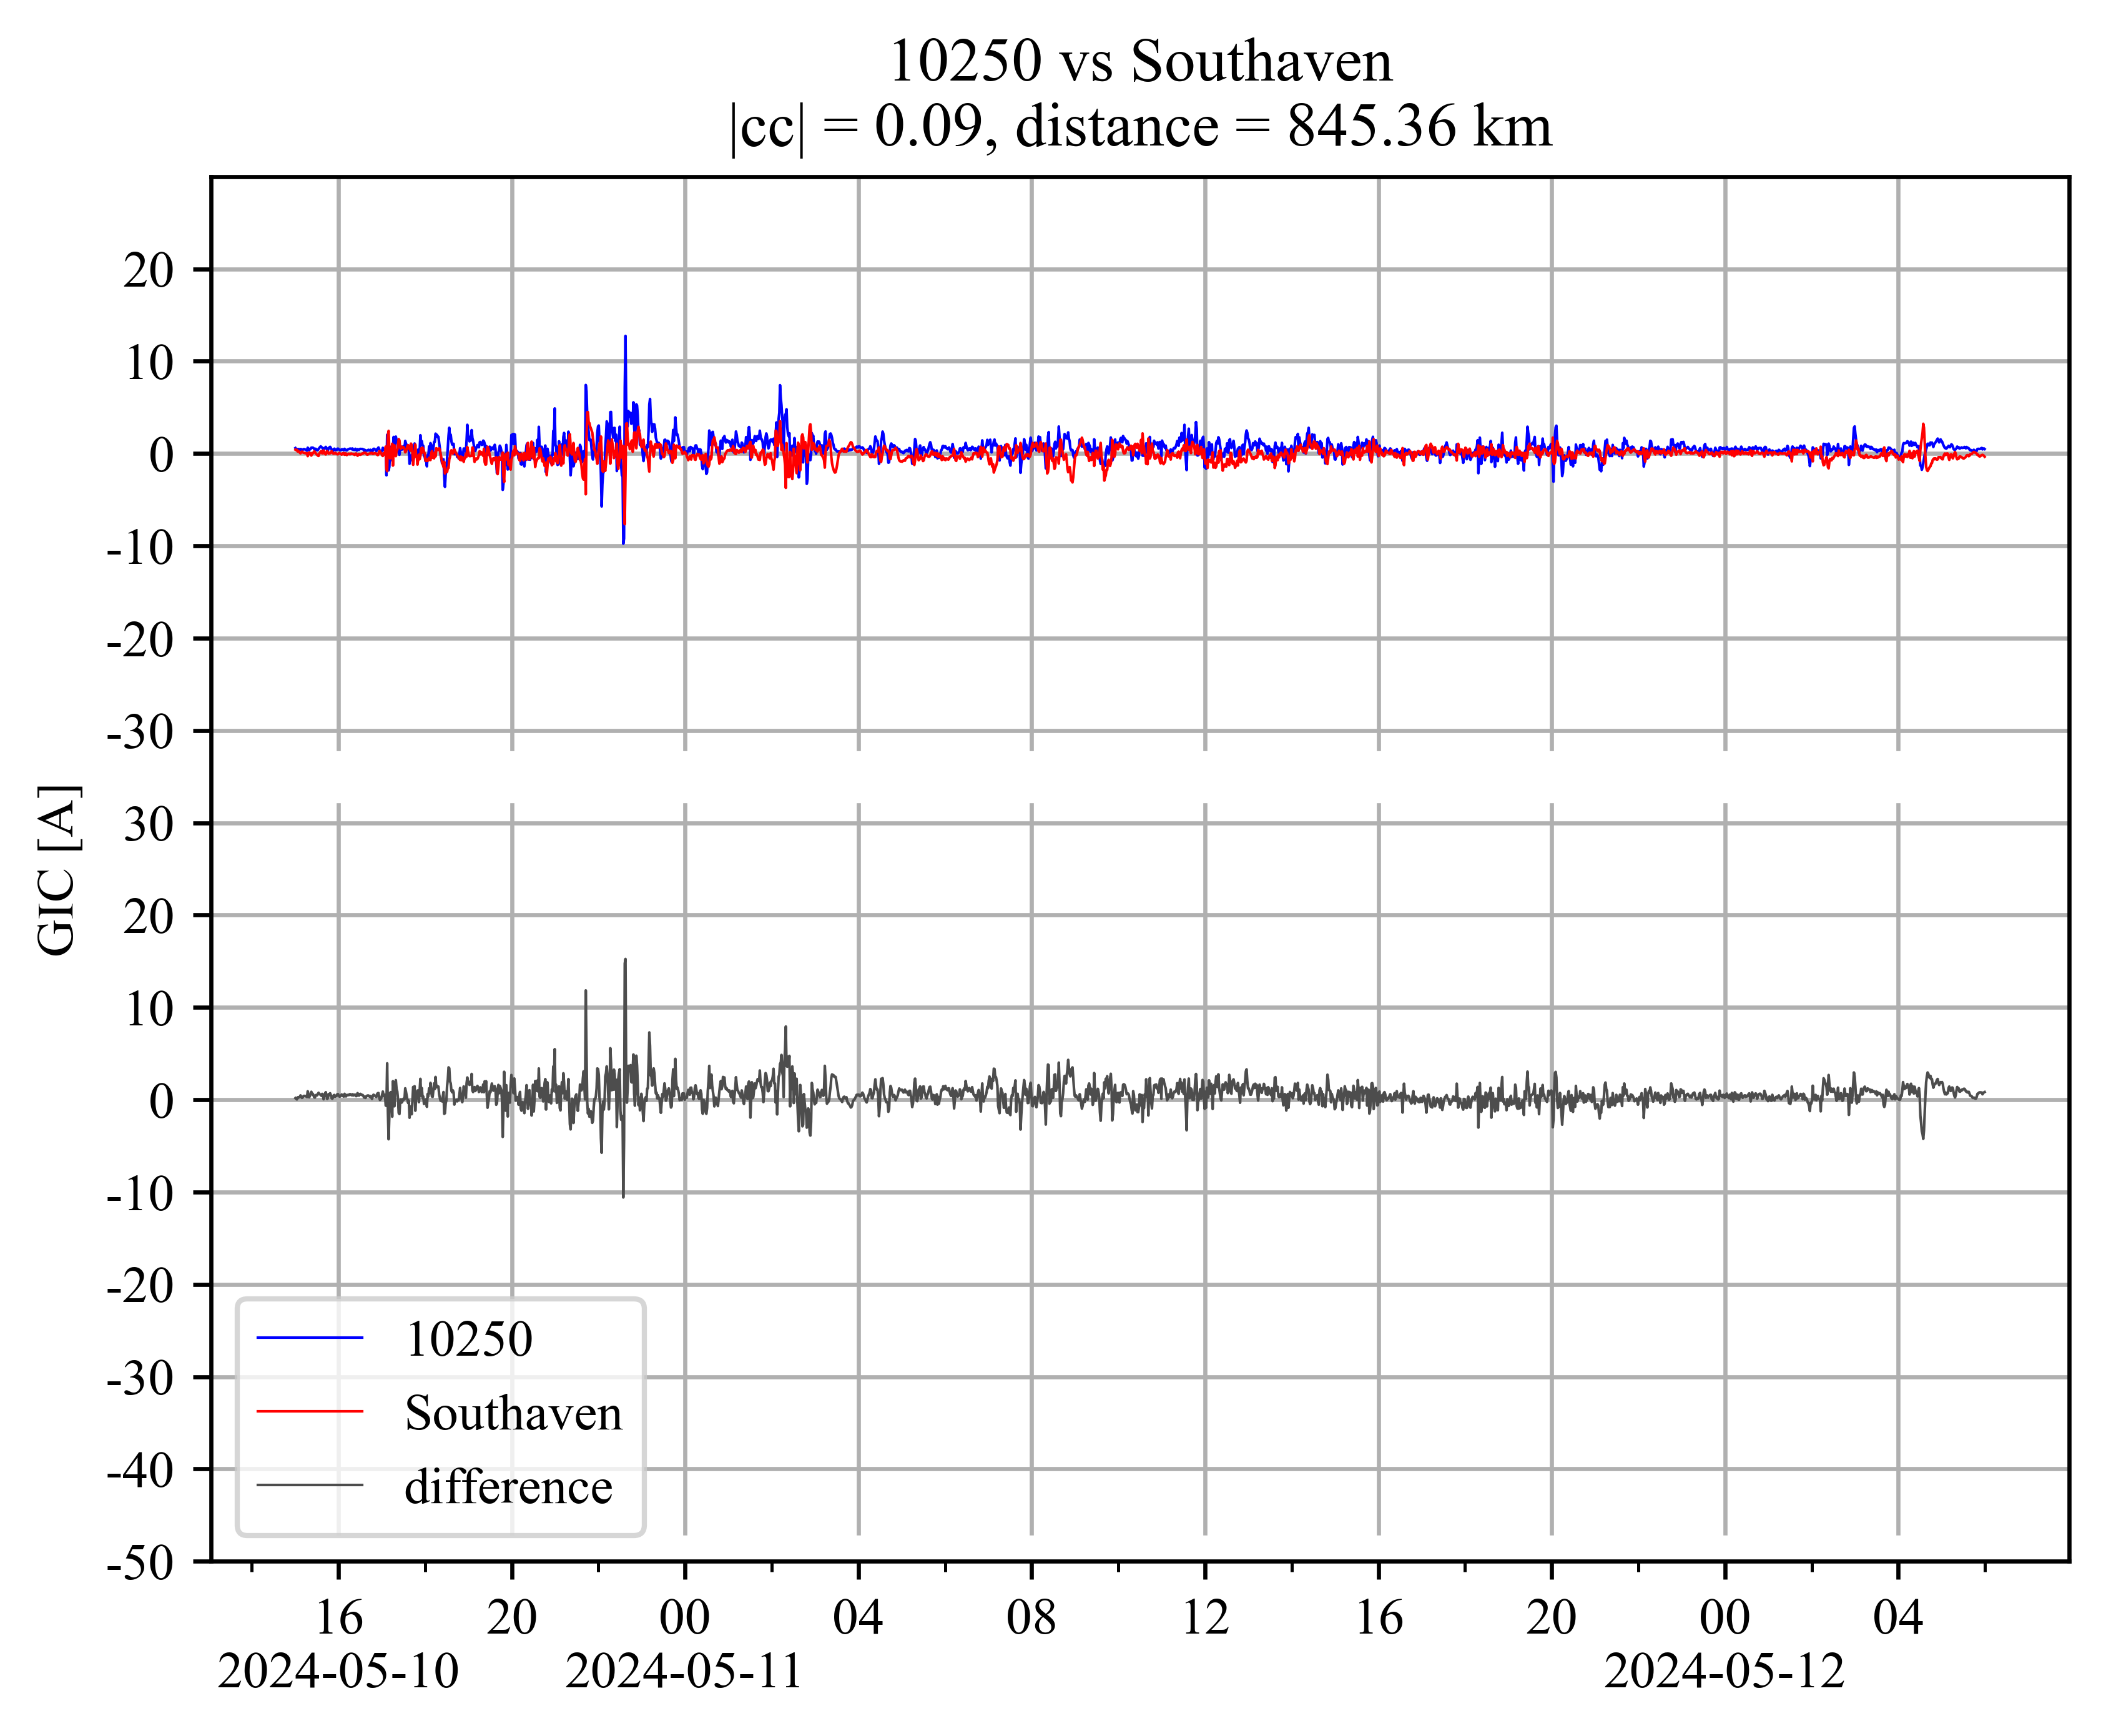 10250 vs Southaven
|cc| = 0.09, distance = 845.36 km
GIC [A]
20
10
0
-10
-20
-30
30
20
10
0
-10
-20
-30
-40
-50
10250
Southaven
difference
16 20 00 04 08 12 16 20 00 04
2024-05-10 2024-05-11 2024-05-12